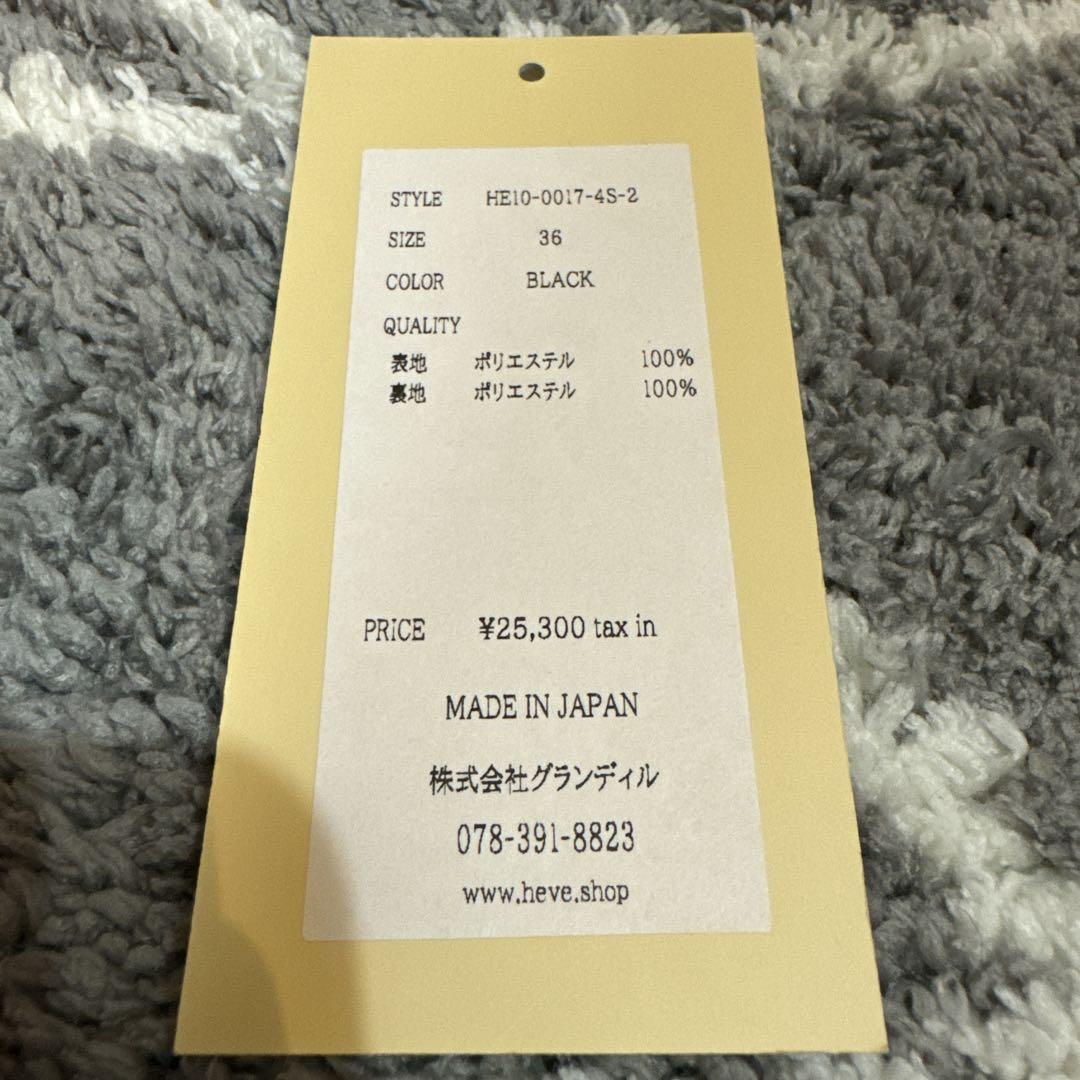 STYLE HE10-0017-4S-2
SIZE 36
COLOR BLACK
QUALITY
表地 ポリエステル 100%
裏地 ポリエステル 100%
PRICE ¥25,300 tax in
MADE IN JAPAN
株式会社グランディル
078-391-8823
www.heve.shop